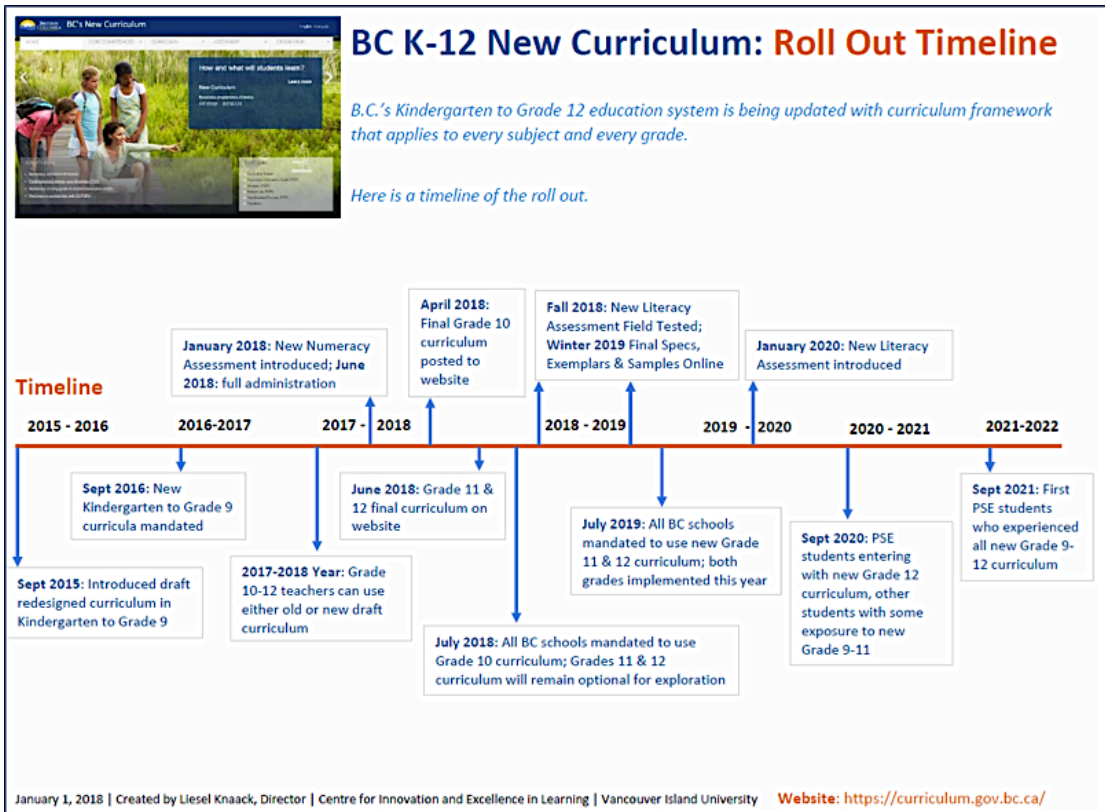 BRITISH
COLUMBIA
BC's New Curriculum
HOME
CORE COMPETENCIES
CURRICULUM
ASSESSMENT
How and what will students learn?
Learn more
New Curriculum
BC K-12 New Curriculum: Roll Out Timeline
B.C.'s Kindergarten to Grade 12 education system is being updated with curriculum framework
that applies to every subject and every grade.
Here is a timeline of the roll out.
January 2018: New Numeracy
Assessment introduced; June
2018: full administration
April 2018:
Final Grade 10
curriculum
posted to
website
Fall 2018: New Literacy
Assessment Field Tested;
Winter 2019 Final Specs,
Exemplars & Samples Online
January 2020: New Literacy
Assessment introduced
Timeline
2015 - 2016
2016-2017
2017 - 2018
2018 - 2019
2019 - 2020
2020 - 2021
2021-2022
Sept 2015: Introduced draft
redesigned curriculum in
Kindergarten to Grade 9
Sept 2016: New
Kindergarten to Grade 9
curricula mandated
2017-2018 Year: Grade
10-12 teachers can use
either old or new draft
curriculum
June 2018: Grade 11 &
12 final curriculum on
website
July 2018: All BC schools mandated to use
Grade 10 curriculum; Grades 11 & 12
curriculum will remain optional for exploration
July 2019: All BC schools
mandated to use new Grade
11 & 12 curriculum; both
grades implemented this year
Sept 2020: PSE
students entering
with new Grade 12
curriculum, other
students with some
exposure to new
Grade 9-11
Sept 2021: First
PSE students
who experienced
all new Grade 9-
12 curriculum
January 1, 2018 | Created by Liesel Knaack, Director | Centre for Innovation and Excellence in Learning | Vancouver Island University Website: https://curriculum.gov.bc.ca/